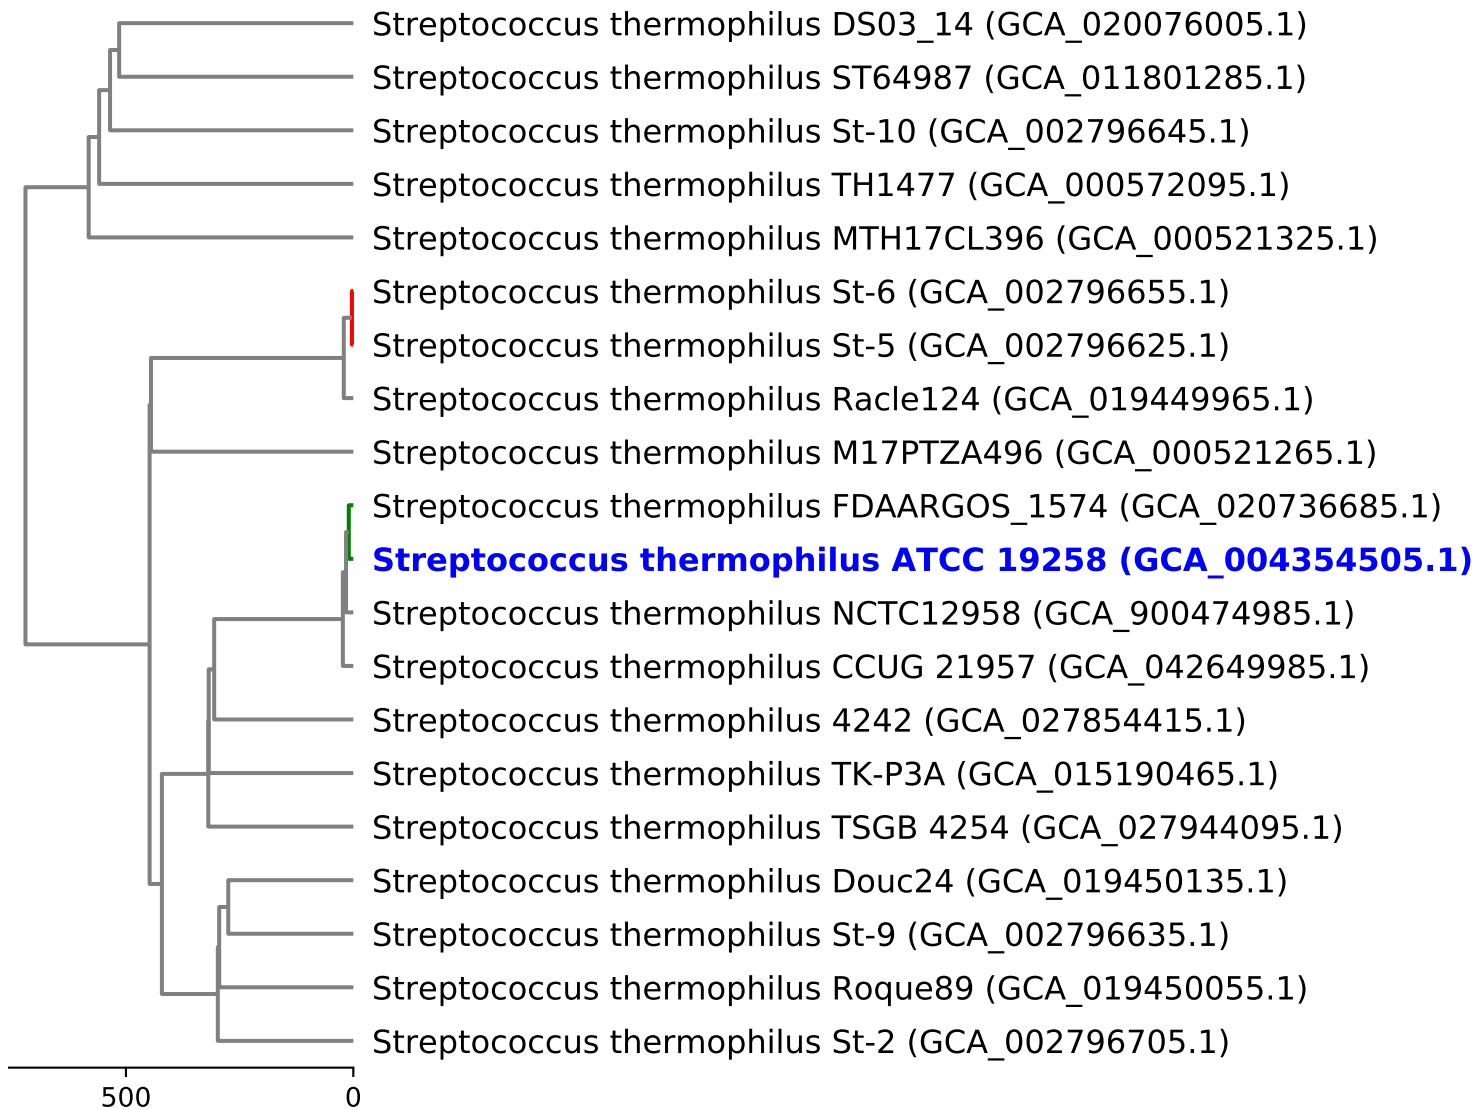 Streptococcus thermophilus DS03_14 (GCA_020076005.1)
Streptococcus thermophilus ST64987 (GCA_011801285.1)
Streptococcus thermophilus St-10 (GCA_002796645.1)
Streptococcus thermophilus TH1477 (GCA_000572095.1)
Streptococcus thermophilus MTH17CL396 (GCA_000521325.1)
Streptococcus thermophilus St-6 (GCA_002796655.1)
Streptococcus thermophilus St-5 (GCA_002796625.1)
Streptococcus thermophilus Racle124 (GCA_019449965.1)
Streptococcus thermophilus M17PTZA496 (GCA_000521265.1)
Streptococcus thermophilus FDAARGOS_1574 (GCA_020736685.1)
Streptococcus thermophilus ATCC 19258 (GCA_004354505.1)
Streptococcus thermophilus NCTC12958 (GCA_900474985.1)
Streptococcus thermophilus CCUG 21957 (GCA_042649985.1)
Streptococcus thermophilus 4242 (GCA_027854415.1)
Streptococcus thermophilus TK-P3A (GCA_015190465.1)
Streptococcus thermophilus TSGB 4254 (GCA_027944095.1)
Streptococcus thermophilus Douc24 (GCA_019450135.1)
Streptococcus thermophilus St-9 (GCA_002796635.1)
Streptococcus thermophilus Roque89 (GCA_019450055.1)
Streptococcus thermophilus St-2 (GCA_002796705.1)
500 0